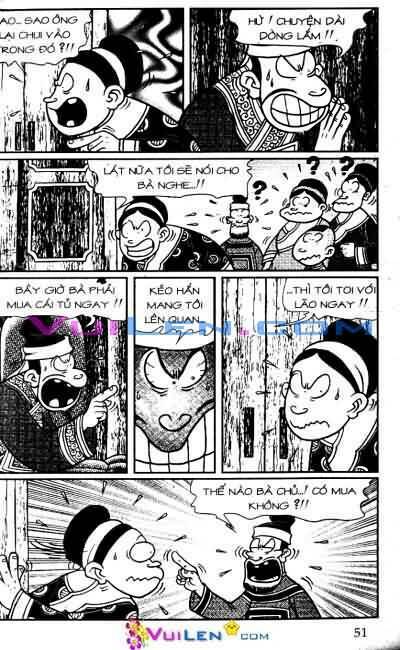 AO... SAO ÔNG
LẠI CHUI VÀO
TRONG ĐÓ ?!!
HỪ ! CHUYỆN DÀI
DÒNG LẮM !!
LÁT NỮA TỚI SẼ NÓI CHO
BÀ NGHE...!!
?
?
?
BÂY GIỜ BÀ PHẢI
MUA CÁI TỦ NGAY !!
KẺO HẮN
MANG TỚI
LÊN QUAN
...THÌ TỚI TOI VỚI
LÃO NGAY !!
VUILEN.COM
THẾ NÀO BÀ CHỦ...! CÓ MUA
KHÔNG ?!!
51
VUILEN.COM